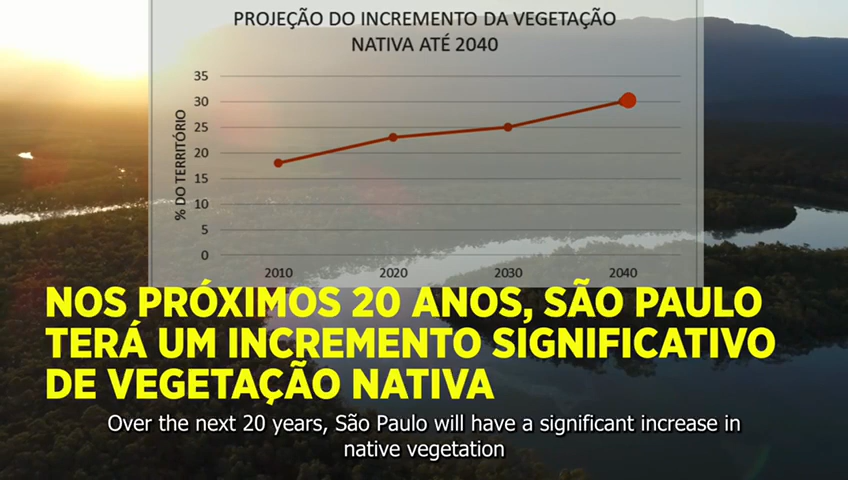 PROJEÇÃO DO INCREMENTO DA VEGETAÇÃO
NATIVA ATÉ 2040
% DO TERRITÓRIO
35
30
25
20
15
10
5
0
2010 2020 2030 2040
NOS PRÓXIMOS 20 ANOS, SÃO PAULO
TERÁ UM INCREMENTO SIGNIFICATIVO
DE VEGETAÇÃO NATIVA
Over the next 20 years, São Paulo will have a significant increase in
native vegetation